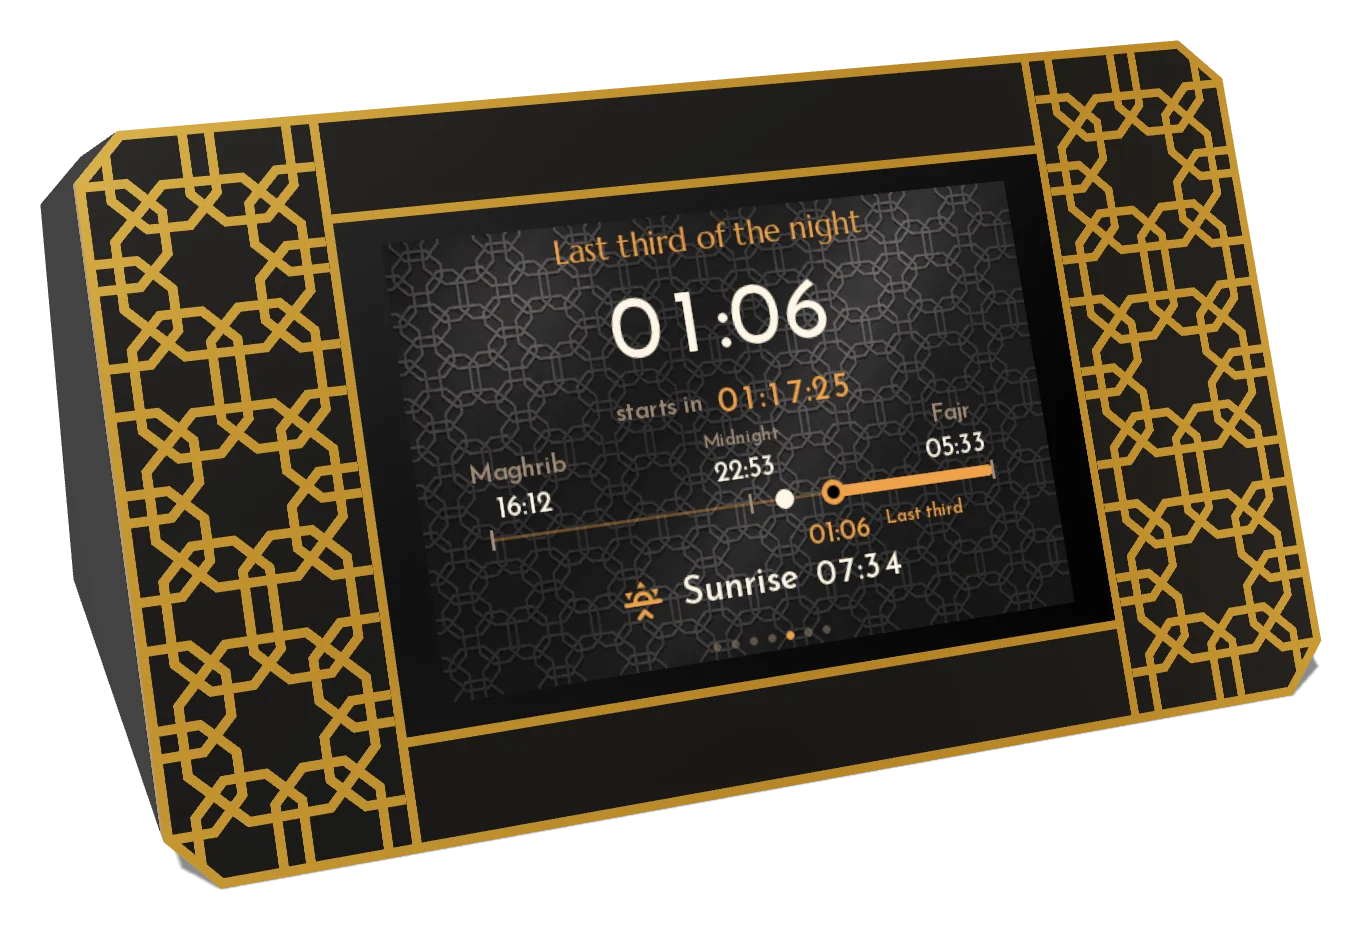 Last third of the night
01:06
starts in 01:17:25
Maghrib
16:12
Midnight
22:53
Fajr
05:33
01:06 Last third
Sunrise 07:34